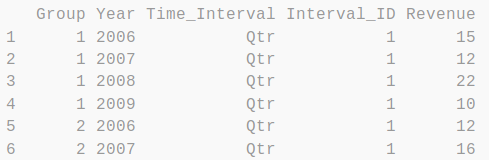 Group Year Time_Interval Interval_ID Revenue
1 1 2006 Qtr 1 15
2 1 2007 Qtr 1 12
3 1 2008 Qtr 1 22
4 1 2009 Qtr 1 10
5 2 2006 Qtr 1 12
6 2 2007 Qtr 1 16